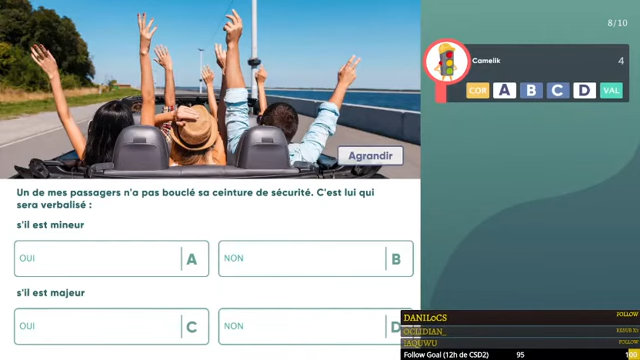 8/10
Camelik
4
COR A B C D VAL
Agrandir
Un de mes passagers n'a pas bouclé sa ceinture de sécurité. C'est lui qui
sera verbalisé :
s'il est mineur
OUI A
NON B
s'il est majeur
OUI C
NON D
DANILOCS FOLLOW
OCLIDIAN_
IAQUWU FOLLOW
Follow Goal (12h de CSD2) 95 100